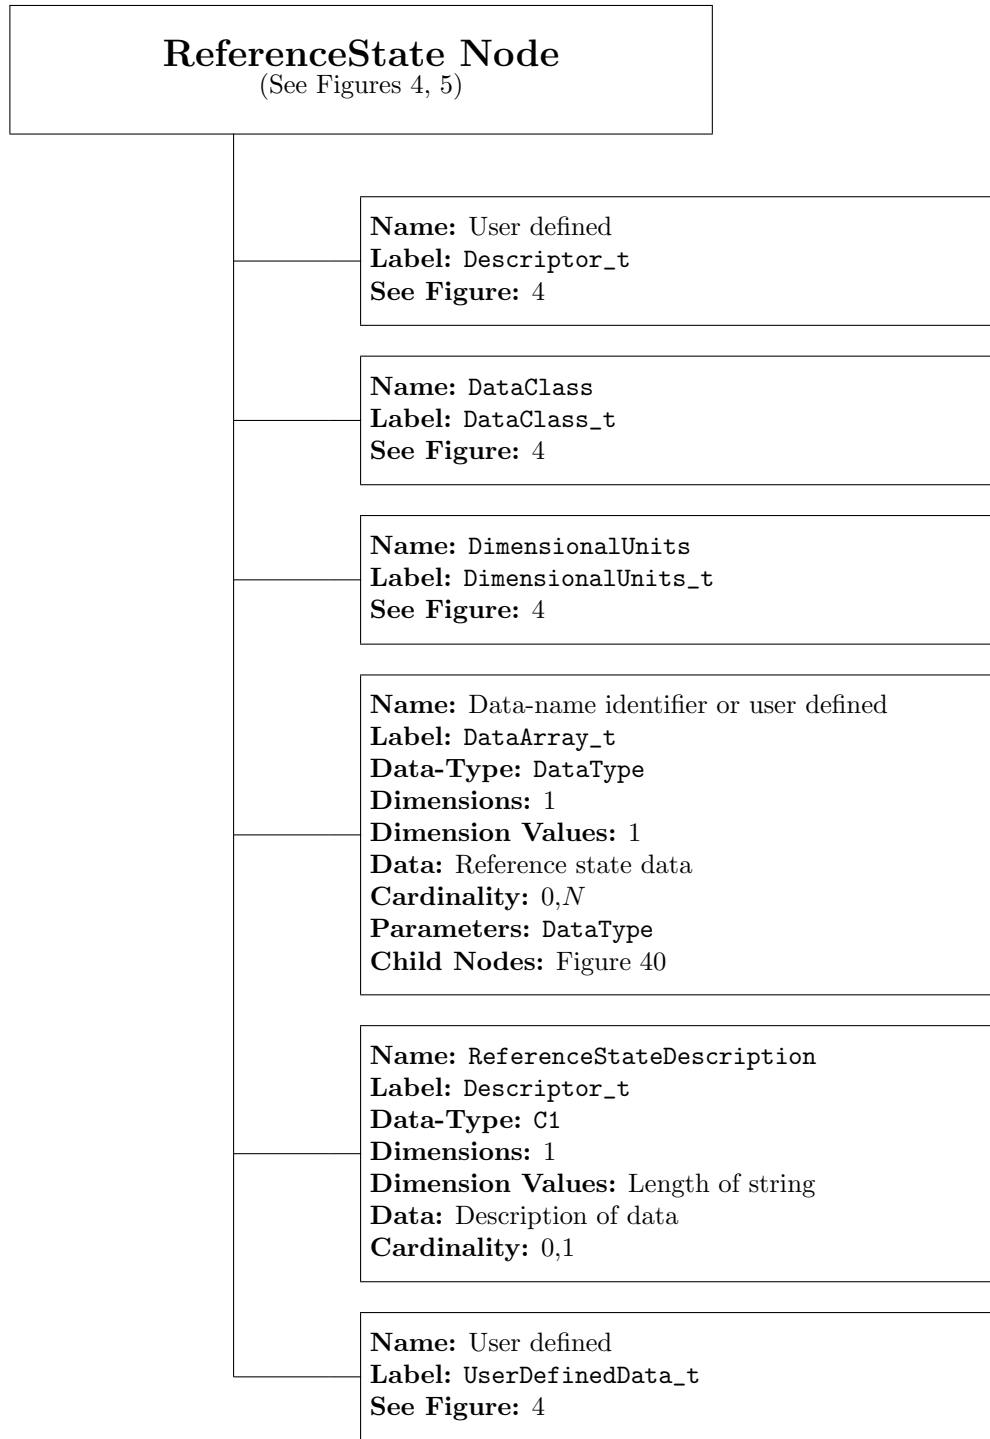 ReferenceState Node
(See Figures 4, 5)
Name: User defined
Label: Descriptor_t
See Figure: 4
Name: DataClass
Label: DataClass_t
See Figure: 4
Name: DimensionalUnits
Label: DimensionalUnits_t
See Figure: 4
Name: Data-name identifier or user defined
Label: DataArray_t
Data-Type: DataType
Dimensions: 1
Dimension Values: 1
Data: Reference state data
Cardinality: 0,N
Parameters: DataType
Child Nodes: Figure 40
Name: ReferenceStateDescription
Label: Descriptor_t
Data-Type: C1
Dimensions: 1
Dimension Values: Length of string
Data: Description of data
Cardinality: 0,1
Name: User defined
Label: UserDefinedData_t
See Figure: 4